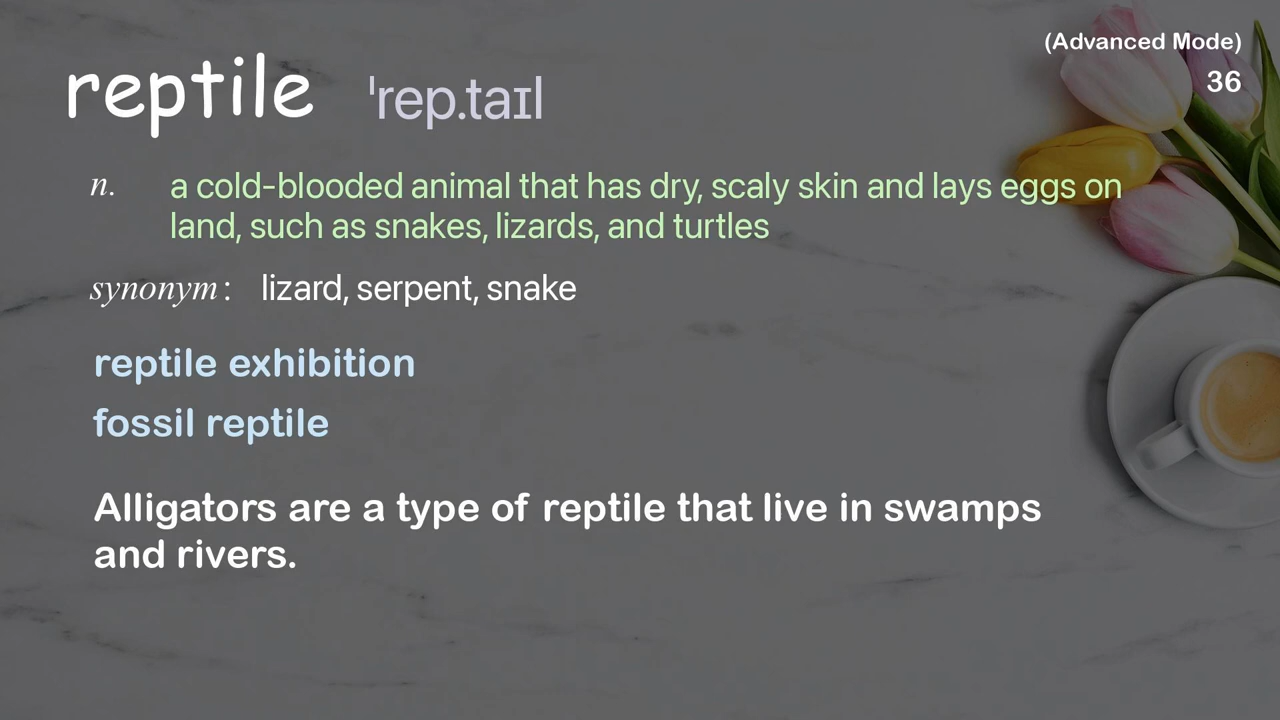 (Advanced Mode)
36
reptile ˈrep.taɪl
n. a cold-blooded animal that has dry, scaly skin and lays eggs on
land, such as snakes, lizards, and turtles
synonym: lizard, serpent, snake
reptile exhibition
fossil reptile
Alligators are a type of reptile that live in swamps
and rivers.